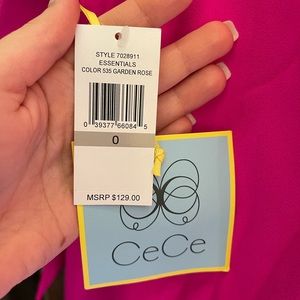 STYLE 7028911
ESSENTIALS
COLOR 535 GARDEN ROSE
0 39377 66084 5
0
MSRP $129.00
CeCe